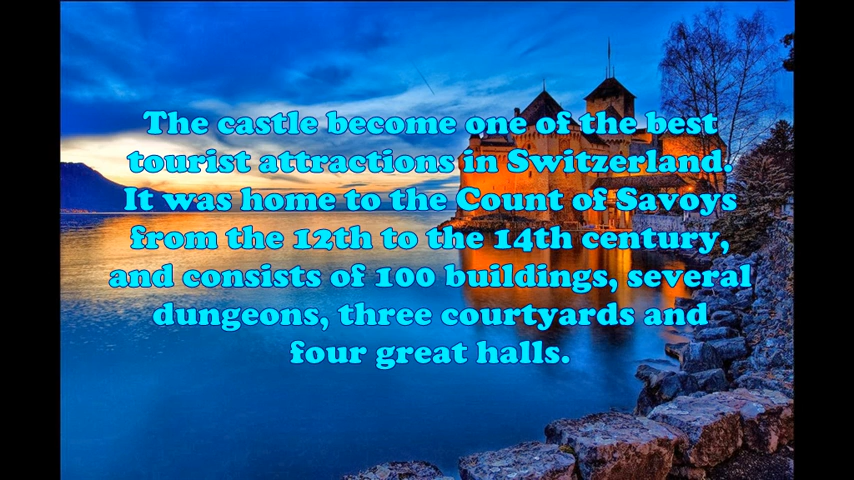 The castle become one of the best
tourist attractions in Switzerland.
It was home to the Count of Savoys
from the 12th to the 14th century,
and consists of 100 buildings, several
dungeons, three courtyards and
four great halls.